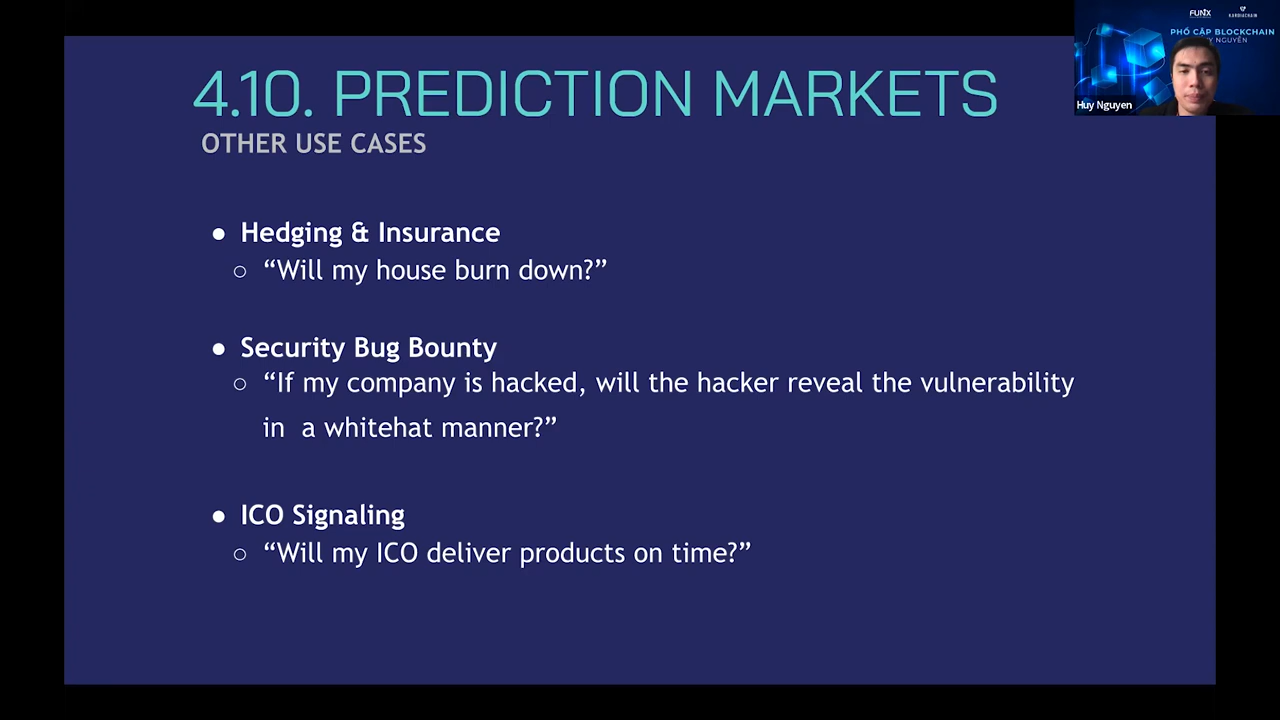 FUNiX
KARDIACHAIN
PHỔ CẬP BLOCKCHAIN
Y NGUYỄN
Huy Nguyen
4.10. PREDICTION MARKETS
OTHER USE CASES
● Hedging & Insurance
○ “Will my house burn down?”
● Security Bug Bounty
○ “If my company is hacked, will the hacker reveal the vulnerability
in  a whitehat manner?”
● ICO Signaling
○ “Will my ICO deliver products on time?”